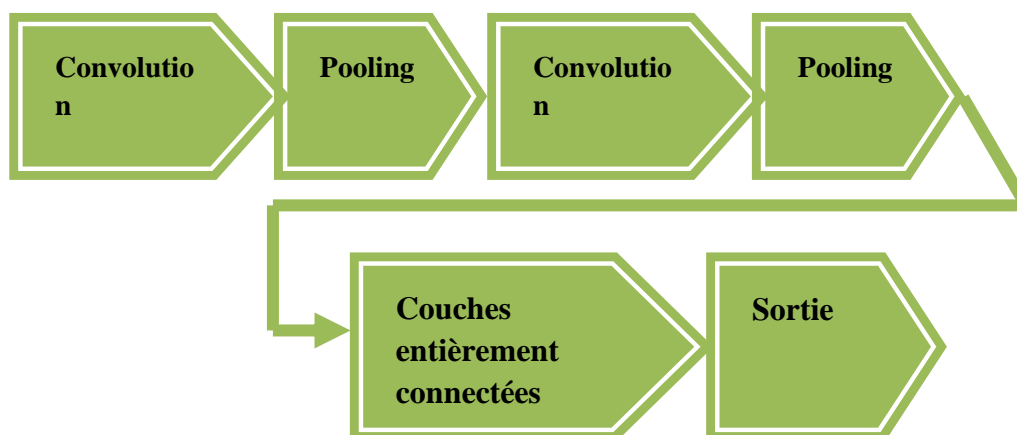 Convolutio
n
Pooling
Convolutio
n
Pooling
Couches
entièrement
connectées
Sortie